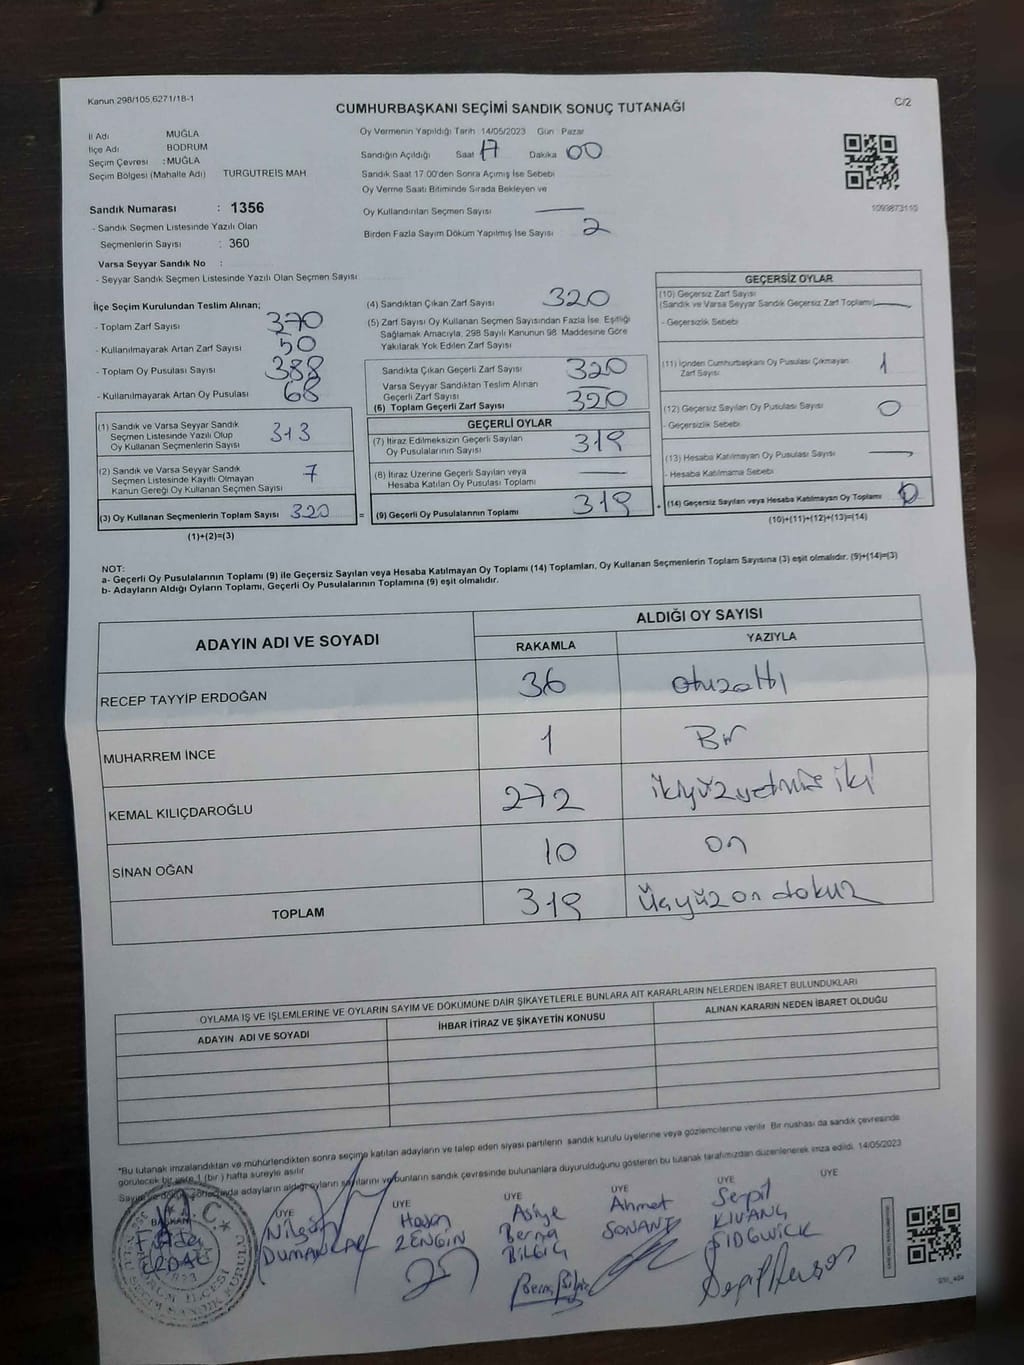 Kanun 298/105,6271/18-1
CUMHURBAŞKANI SEÇİMİ SANDIK SONUÇ TUTANAĞI
C/2
İl Adı MUĞLA
İlçe Adı BODRUM
Seçim Çevresi : MUĞLA
Seçim Bölgesi (Mahalle Adı) TURGUTREİS MAH
Sandık Numarası : 1356
- Sandık Seçmen Listesinde Yazılı Olan
Seçmenlerin Sayısı : 360
Varsa Seyyar Sandık No :
- Seyyar Sandık Seçmen Listesinde Yazılı Olan Seçmen Sayısı
Oy Vermenin Yapıldığı Tarih 14/05/2023 Gün Pazar
Sandığın Açıldığı Saat 17 Dakika 00
Sandık Saat 17.00'den Sonra Açılmış İse Sebebi
Oy Verme Saati Bitiminde Sırada Bekleyen ve
Oy Kullandırılan Seçmen Sayısı —
Birden Fazla Sayım Döküm Yapılmış İse Sayısı 2
1099873110
İlçe Seçim Kurulundan Teslim Alınan;
- Toplam Zarf Sayısı 370
- Kullanılmayarak Artan Zarf Sayısı 50
- Toplam Oy Pusulası Sayısı 388
- Kullanılmayarak Artan Oy Pusulası 68
(1) Sandık ve Varsa Seyyar Sandık
Seçmen Listesinde Yazılı Olup
Oy Kullanan Seçmenlerin Sayısı 313
(2) Sandık ve Varsa Seyyar Sandık
Seçmen Listesinde Kayıtlı Olmayan
Kanun Gereği Oy Kullanan Seçmen Sayısı 7
(3) Oy Kullanan Seçmenlerin Toplam Sayısı 320 =
(1)+(2)=(3)
(4) Sandıktan Çıkan Zarf Sayısı 320
(5) Zarf Sayısı Oy Kullanan Seçmen Sayısından Fazla İse, Eşitliği
Sağlamak Amacıyla, 298 Sayılı Kanunun 98. Maddesine Göre
Yakılarak Yok Edilen Zarf Sayısı
Sandıkta Çıkan Geçerli Zarf Sayısı 320
Varsa Seyyar Sandıktan Teslim Alınan
Geçerli Zarf Sayısı —
(6) Toplam Geçerli Zarf Sayısı 320
GEÇERLİ OYLAR
(7) İtiraz Edilmeksizin Geçerli Sayılan
Oy Pusulalarının Sayısı 319
(8) İtiraz Üzerine Geçerli Sayılan veya
Hesaba Katılan Oy Pusulası Toplamı —
(9) Geçerli Oy Pusulalarının Toplamı 319 +
GEÇERSİZ OYLAR
(10) Geçersiz Zarf Sayısı
(Sandık ve Varsa Seyyar Sandık Geçersiz Zarf Toplamı) —
- Geçersizlik Sebebi
(11) İçinden Cumhurbaşkanı Oy Pusulası Çıkmayan
Zarf Sayısı 1
(12) Geçersiz Sayılan Oy Pusulası Sayısı 0
- Geçersizlik Sebebi
(13) Hesaba Katılmayan Oy Pusulası Sayısı —
- Hesaba Katılmama Sebebi
(14) Geçersiz Sayılan veya Hesaba Katılmayan Oy Toplamı
(10)+(11)+(12)+(13)=(14)
NOT:
a- Geçerli Oy Pusulalarının Toplamı (9) ile Geçersiz Sayılan veya Hesaba Katılmayan Oy Toplamı (14) Toplamları, Oy Kullanan Seçmenlerin Toplam Sayısına (3) eşit olmalıdır. (9)+(14)=(3)
b- Adayların Aldığı Oyların Toplamı, Geçerli Oy Pusulalarının Toplamına (9) eşit olmalıdır.
ADAYIN ADI VE SOYADI ALDIĞI OY SAYISI
RAKAMLA YAZIYLA
RECEP TAYYİP ERDOĞAN 36 otuzaltı
MUHARREM İNCE 1 Bir
KEMAL KILIÇDAROĞLU 272 ikiyüzyetmiş iki
SİNAN OĞAN 10 on
TOPLAM 319 Üçyüz on dokuz
OYLAMA İŞ VE İŞLEMLERİNE VE OYLARIN SAYIM VE DÖKÜMÜNE DAİR ŞİKAYETLERLE BUNLARA AİT KARARLARIN NELERDEN İBARET BULUNDUKLARI
ADAYIN ADI VE SOYADI İHBAR İTİRAZ VE ŞİKAYETİN KONUSU ALINAN KARARIN NEDEN İBARET OLDUĞU
*Bu tutanak imzalandıktan ve mühürlendikten sonra seçime katılan adayların ve talep eden siyasi partilerin sandık kurulu üyelerine veya gözlemcilerine verilir. Bir nüshası da sandık çevresinde
görülecek bir yere 1 (bir) hafta süreyle asılır.
Sayım ve döküm sonucunda adayların aldığı oyların sayılarını ve bunların sandık çevresinde bulunanlara duyurulduğunu gösteren bu tutanak tarafımızdan düzenlenerek imza edildi. 14/05/2023
BAŞKAN ÜYE ÜYE ÜYE ÜYE ÜYE ÜYE
Nilgün Hasan Asiye Ahmet Serpil
DUMANKAR ZENGİN Berna SONANT KIVANÇ
BİLGİÇ SIDGWICK